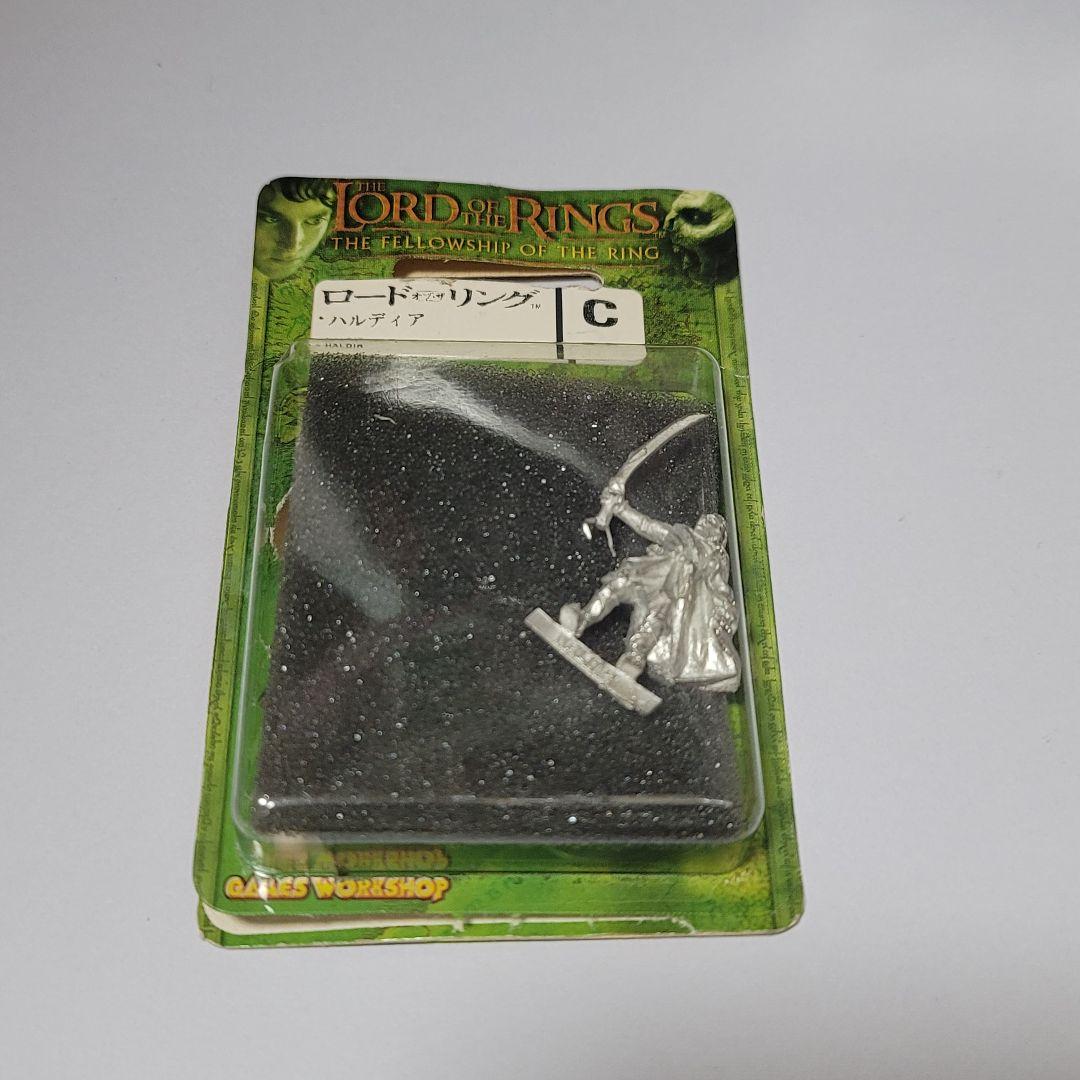 THE
LORD OF THE RINGS™
THE FELLOWSHIP OF THE RING
ロード・オブ・ザ・リング™
・ハルディア
C
GAMES WORKSHOP